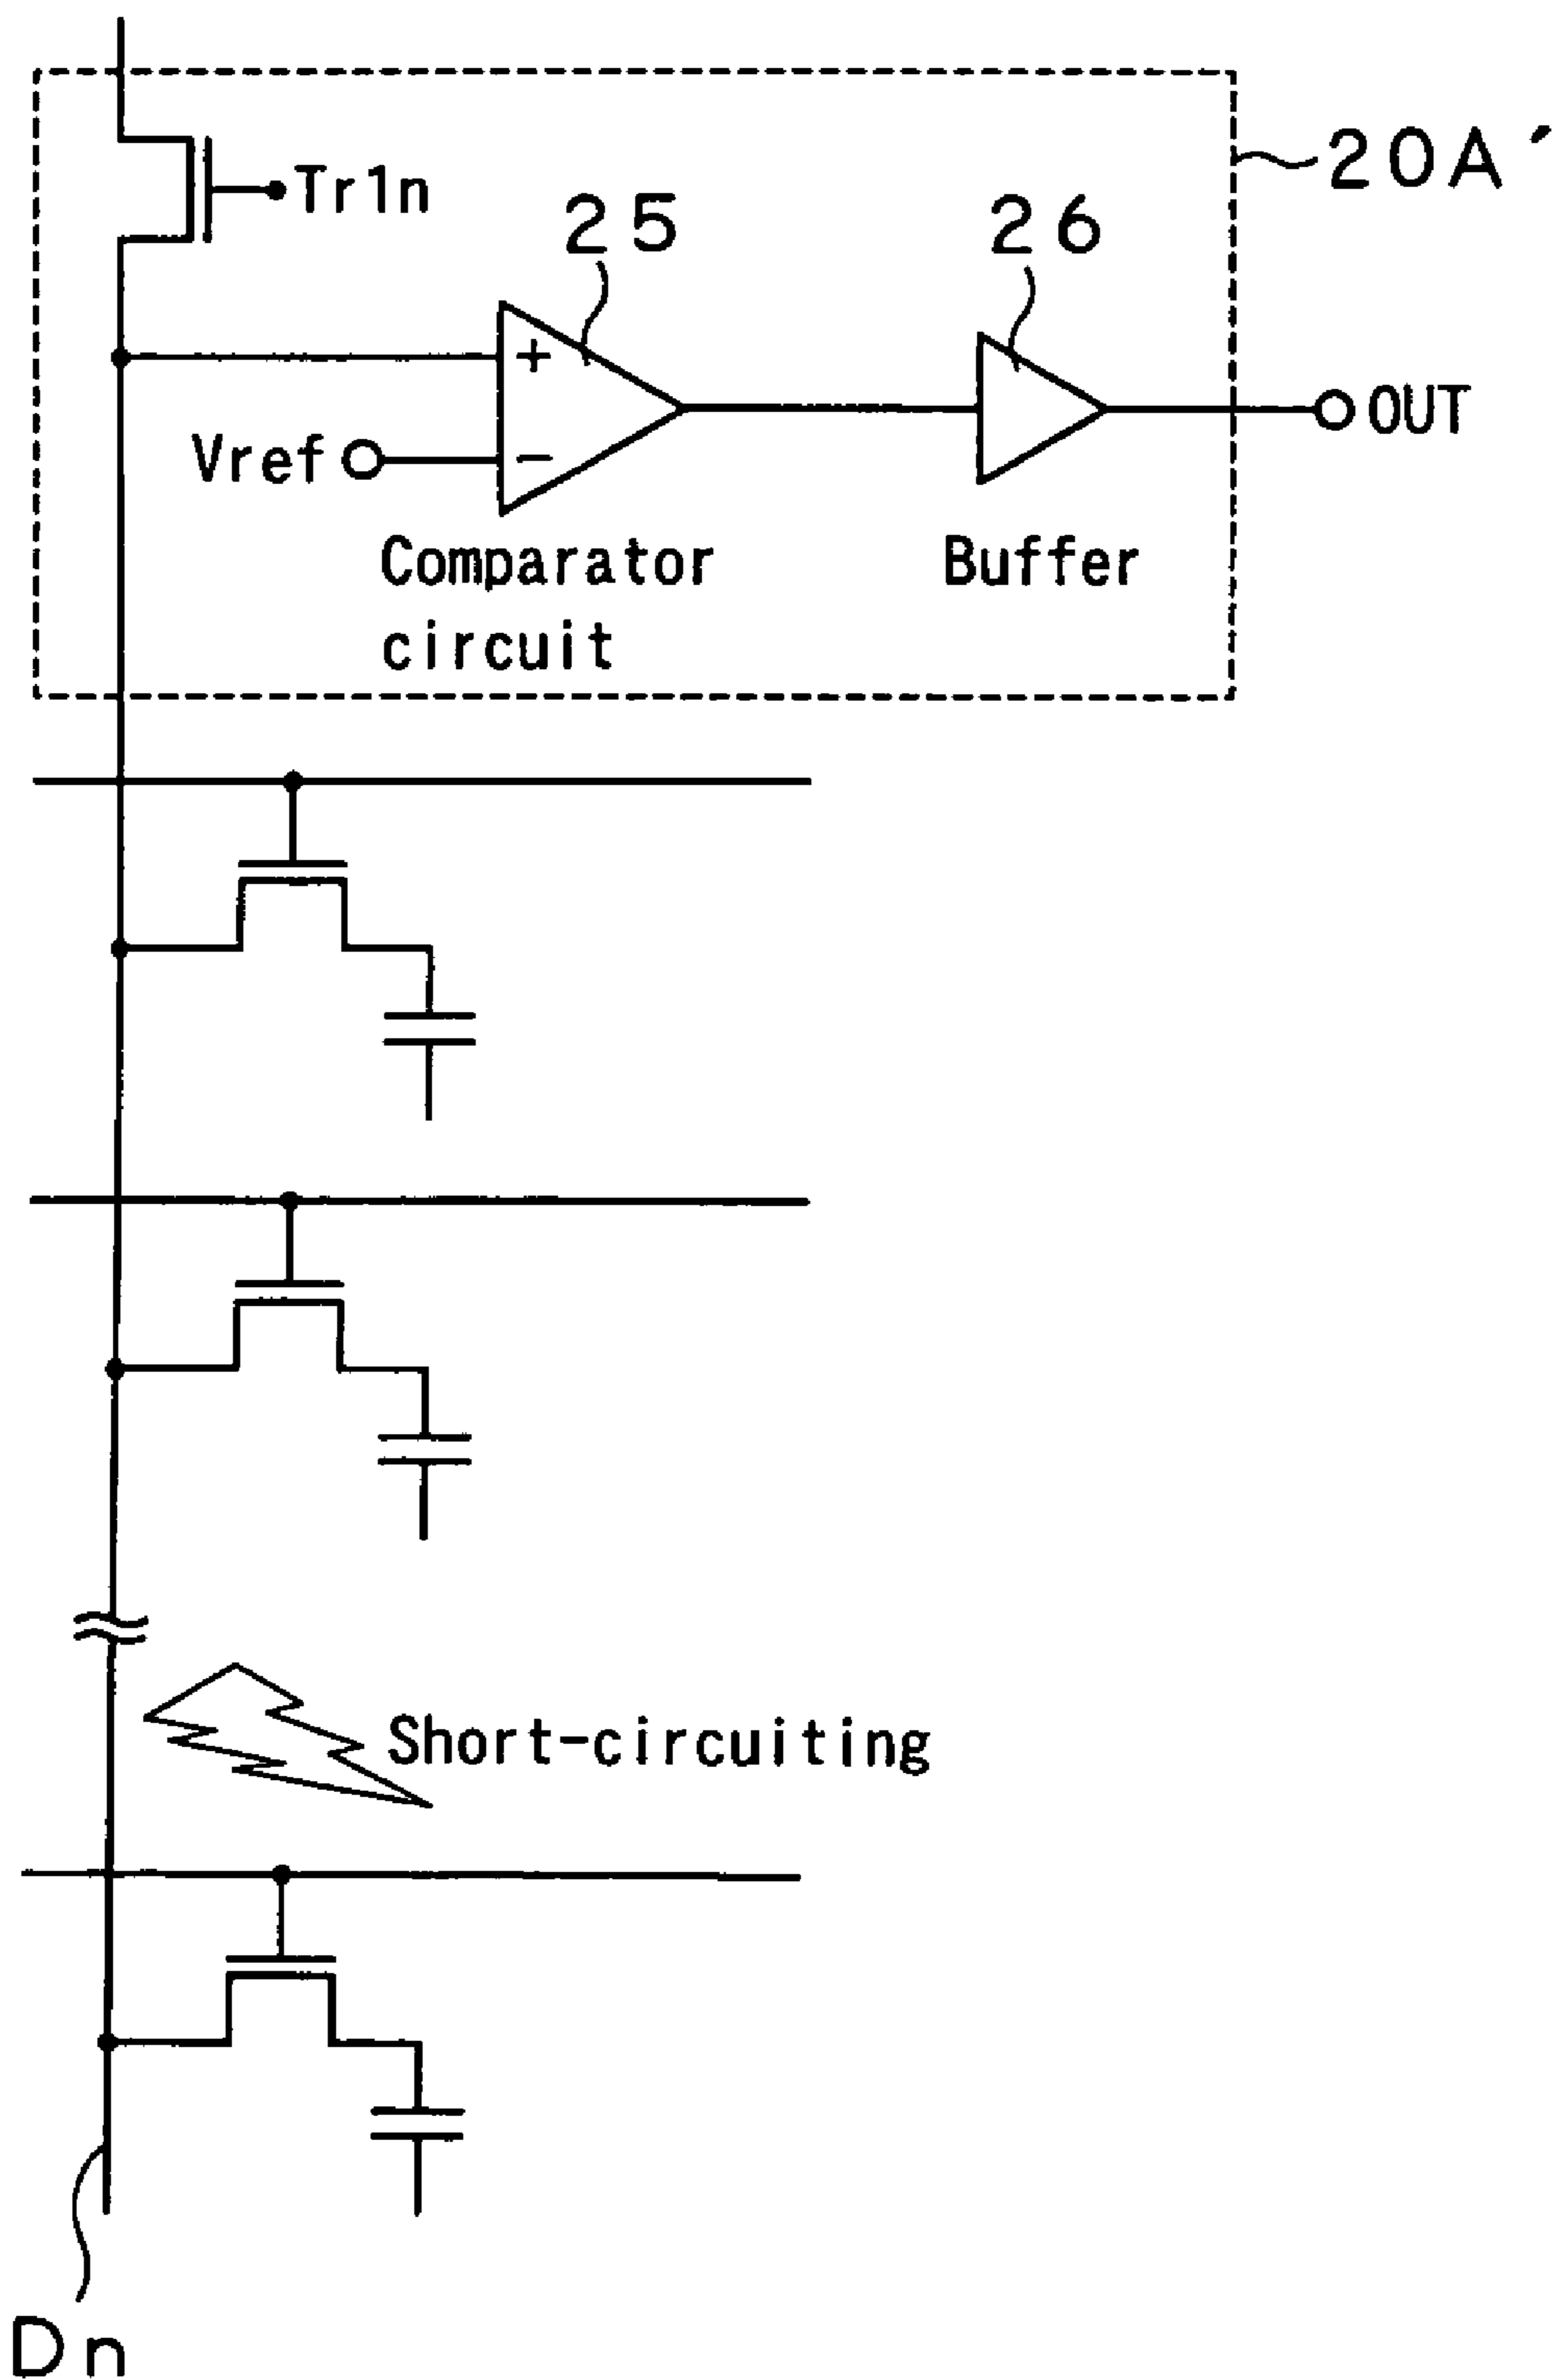 20A´
Tr1n
25
26
+
OUT
Vref
−
Comparator
circuit
Buffer
Short-circuiting
Dn